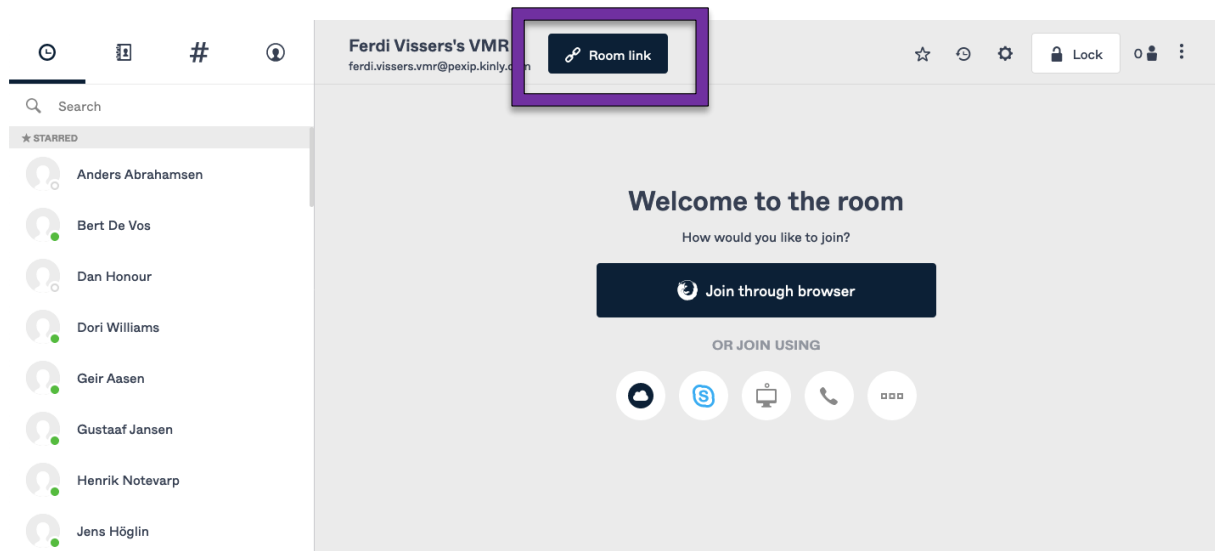 Ferdi Vissers's VMR
ferdi.vissers.vmr@pexip.kinly.
Room link
Lock
0
Search
STARRED
Anders Abrahamsen
Bert De Vos
Dan Honour
Dori Williams
Geir Aasen
Gustaaf Jansen
Henrik Notevarp
Jens Höglin
Welcome to the room
How would you like to join?
Join through browser
OR JOIN USING